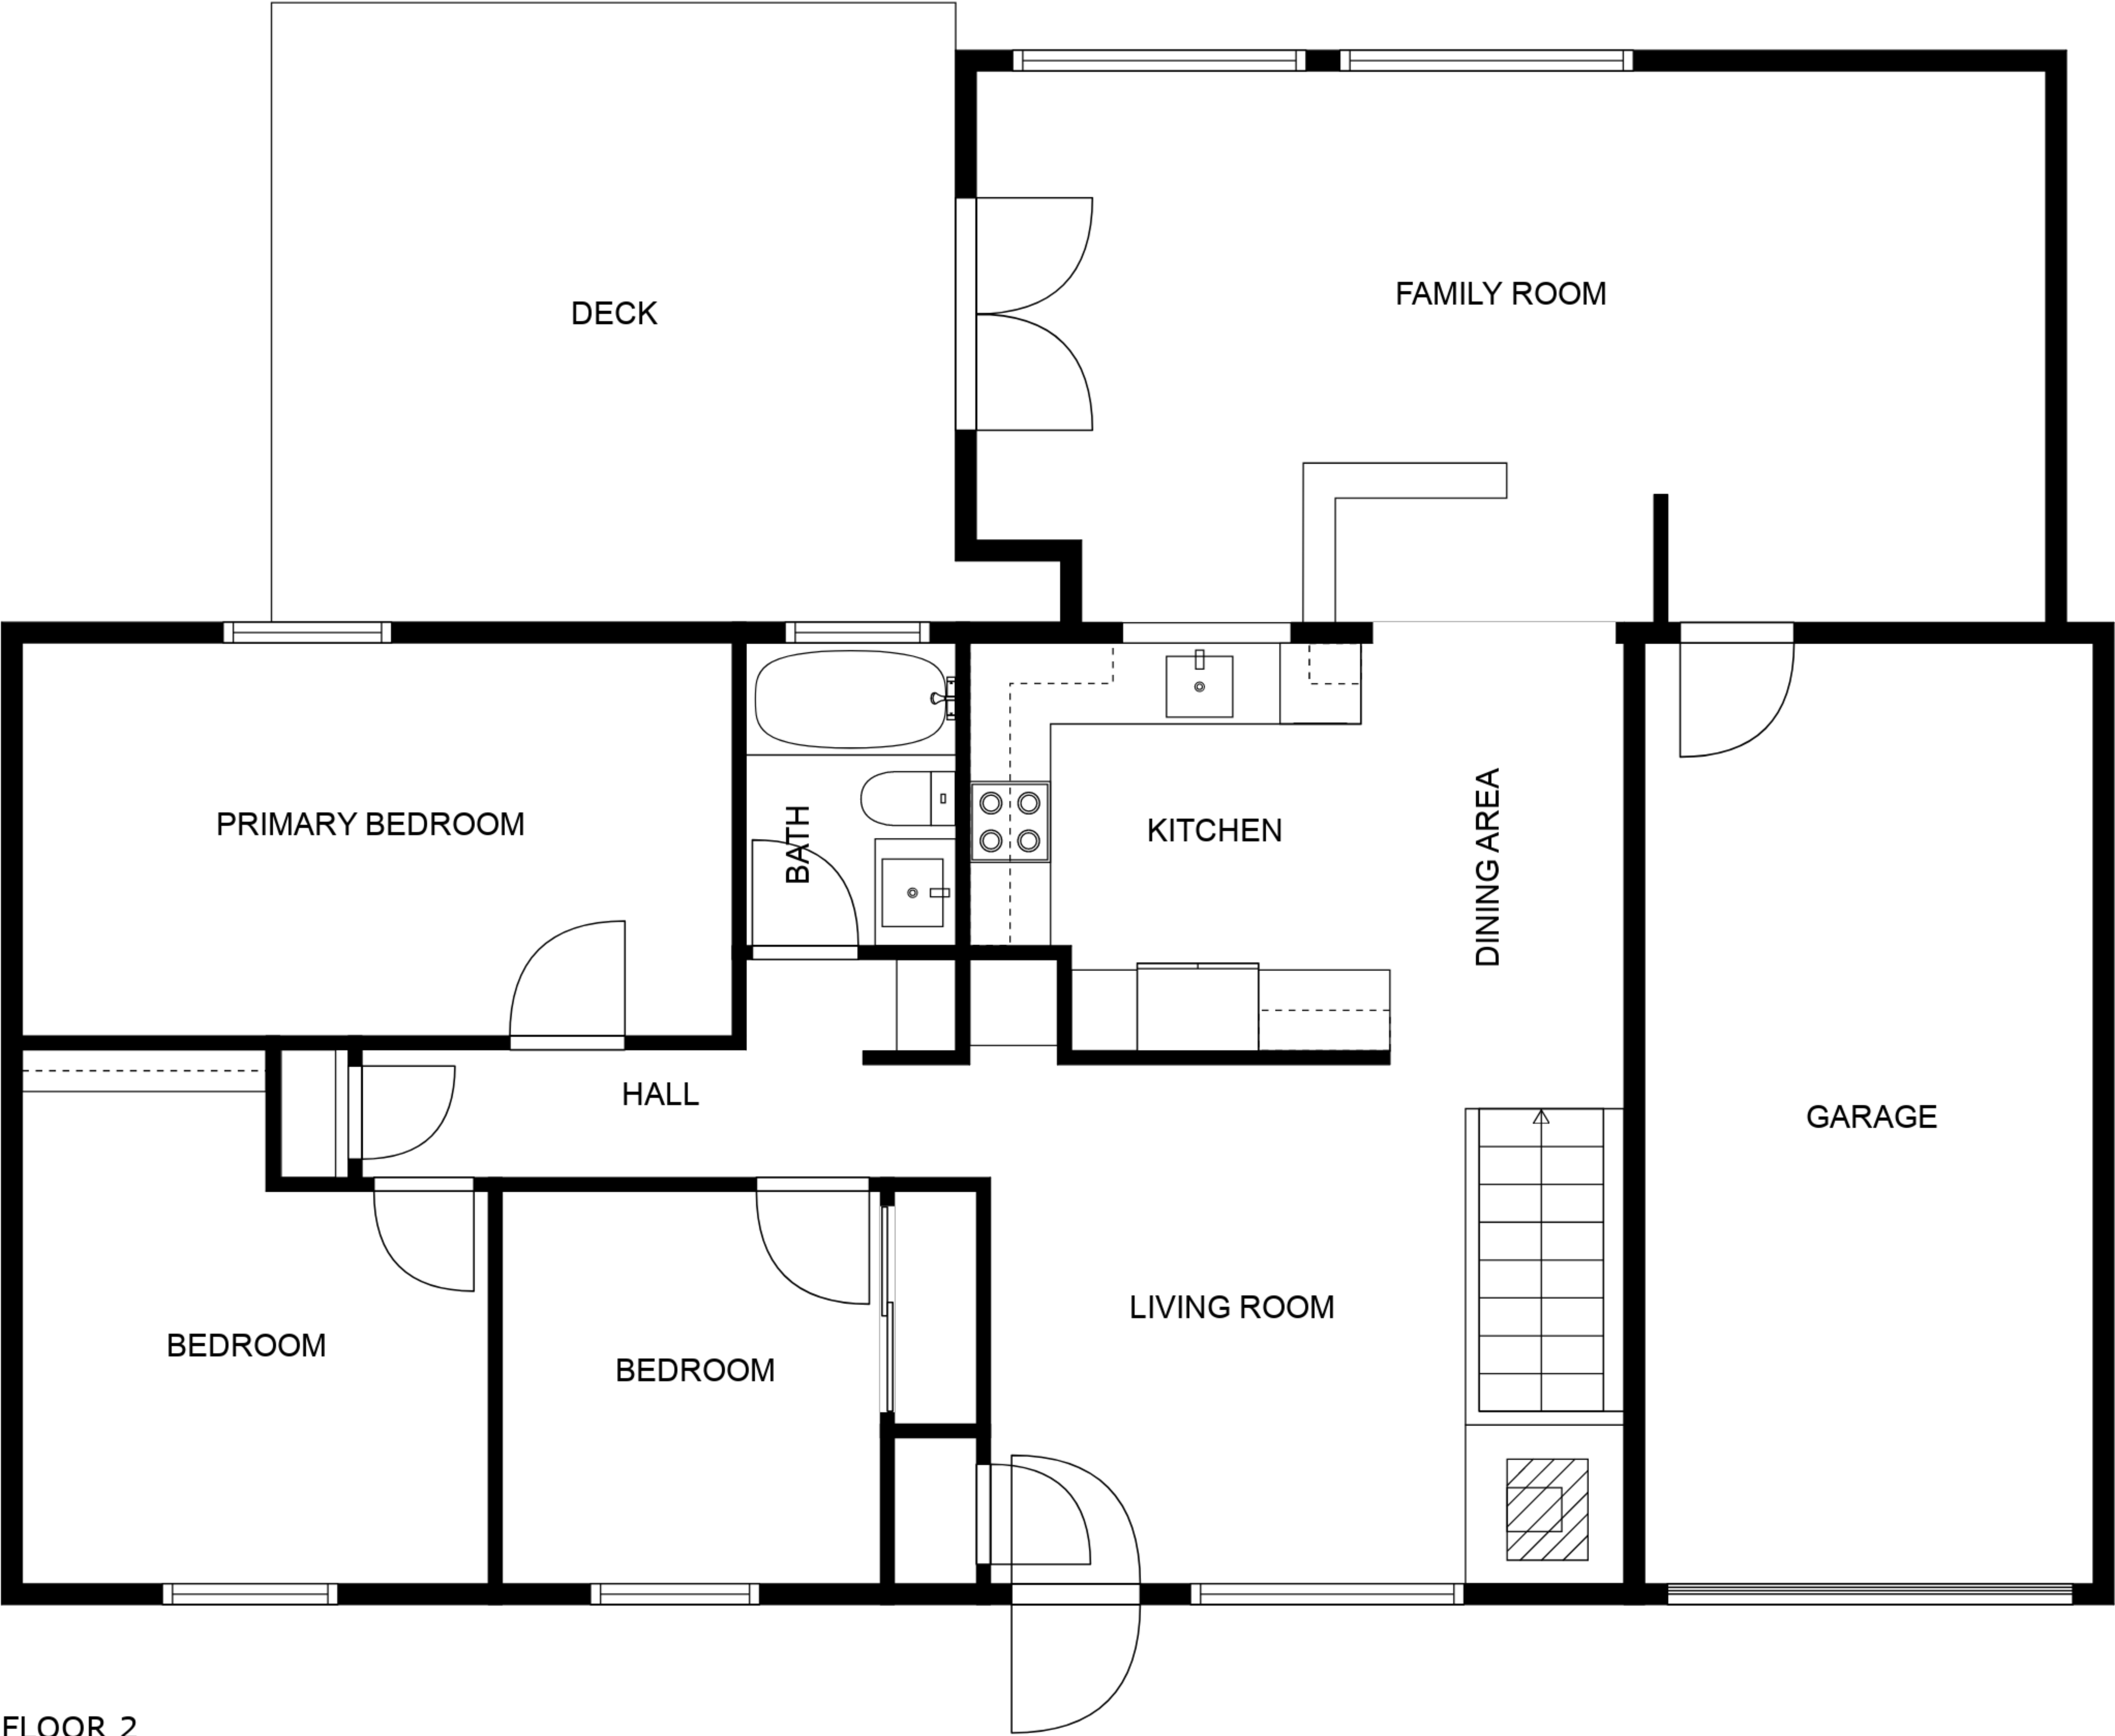 DECK
FAMILY ROOM
PRIMARY BEDROOM
BATH
KITCHEN
DINING AREA
HALL
GARAGE
LIVING ROOM
BEDROOM
BEDROOM
FLOOR 2